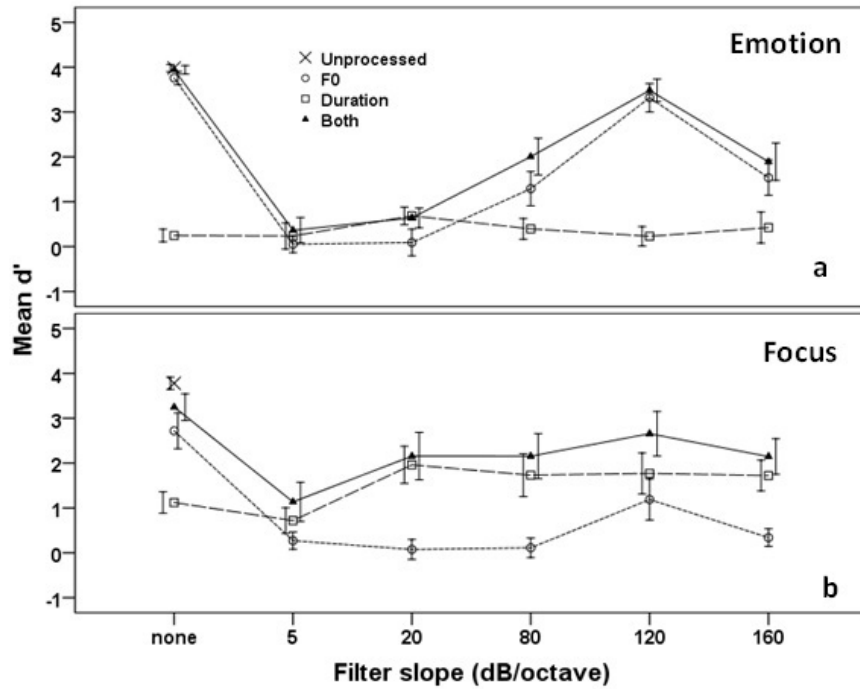 Emotion
Unprocessed
F0
Duration
Both
5
4
3
2
1
0
-1
a
Mean d'
Focus
5
4
3
2
1
0
-1
b
none 5 20 80 120 160
Filter slope (dB/octave)